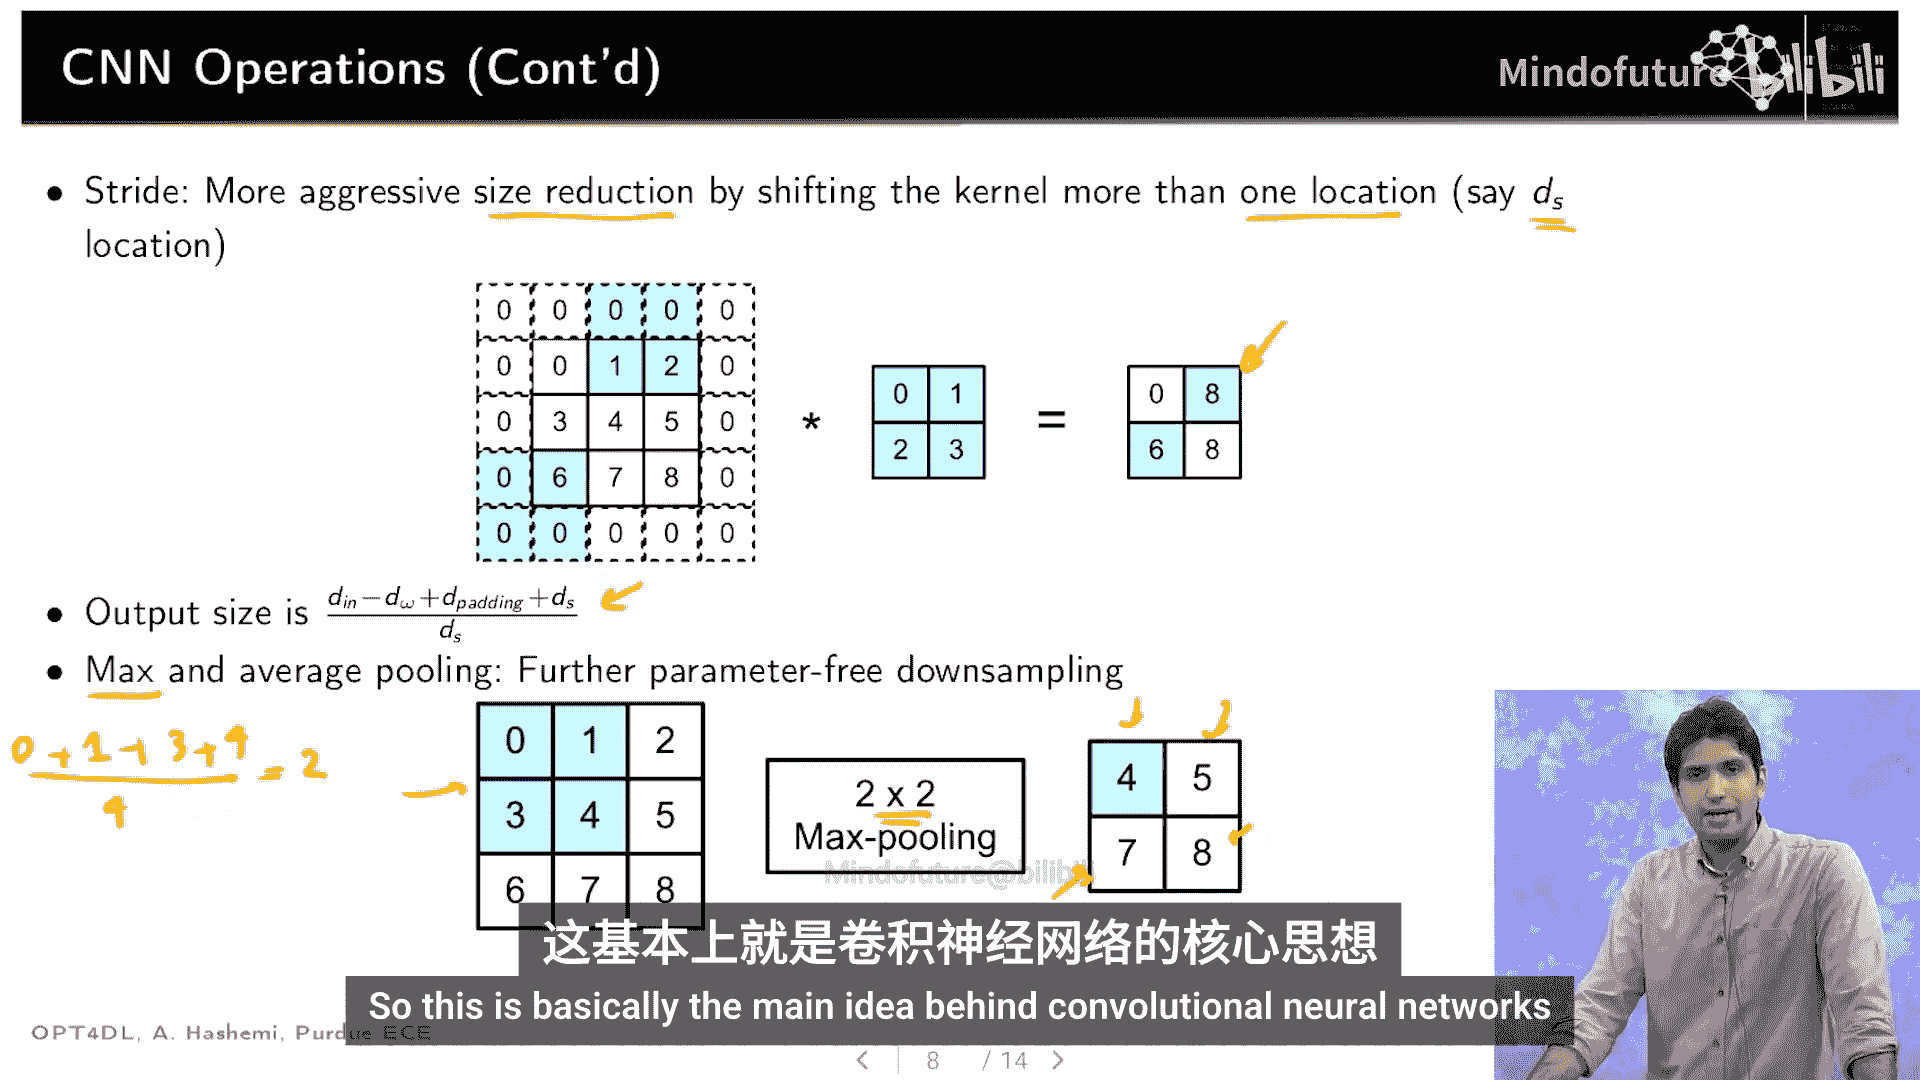 CNN Operations (Cont'd)
Mindofuture bilibili
• Stride: More aggressive size reduction by shifting the kernel more than one location (say d_s
location)
0 0 0 0 0
0 0 1 2 0
0 3 4 5 0
0 6 7 8 0
0 0 0 0 0
*
0 1
2 3
=
0 8
6 8
• Output size is (d_in − d_ω + d_padding + d_s) / d_s
• Max and average pooling: Further parameter-free downsampling
0 + 1 + 3 + 4 = 2
4
0 1 2
3 4 5
6 7 8
2 x 2
Max-pooling
4 5
7 8
Mindofuture@bilibili
这基本上就是卷积神经网络的核心思想
So this is basically the main idea behind convolutional neural networks
OPT4DL, A. Hashemi, Purdue ECE
< 8 / 14 >